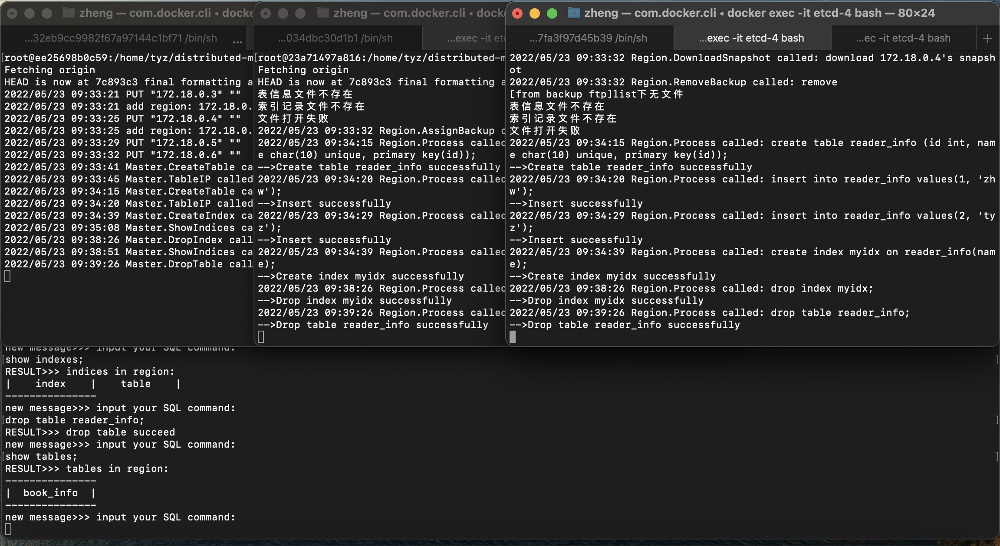 zheng — com.docker.cli ◂ docke
...32eb9cc9982f67a97144c1bf71 /bin/sh ...
[root@ee25698b0c59:/home/tyz/distributed-m
Fetching origin
HEAD is now at 7c893c3 final formatting a
2022/05/23 09:33:21 PUT "172.18.0.3" ""
2022/05/23 09:33:21 add region: 172.18.0.
2022/05/23 09:33:25 PUT "172.18.0.4" ""
2022/05/23 09:33:25 add region: 172.18.0.
2022/05/23 09:33:29 PUT "172.18.0.5" ""
2022/05/23 09:33:32 PUT "172.18.0.6" ""
2022/05/23 09:33:41 Master.CreateTable ca
2022/05/23 09:33:45 Master.TableIP called
2022/05/23 09:34:15 Master.CreateTable ca
2022/05/23 09:34:20 Master.TableIP called
2022/05/23 09:34:39 Master.CreateIndex ca
2022/05/23 09:35:08 Master.ShowIndices ca
2022/05/23 09:38:26 Master.DropIndex call
2022/05/23 09:38:51 Master.ShowIndices ca
2022/05/23 09:39:26 Master.DropTable call
zheng — com.docker.cli ◂ dock
...034dbc30d1b1 /bin/sh
...exec -it etc
[root@23a71497a816:/home/tyz/distributed-m
Fetching origin
HEAD is now at 7c893c3 final formatting a
表信息文件不存在
索引记录文件不存在
文件打开失败
2022/05/23 09:33:32 Region.AssignBackup c
2022/05/23 09:34:15 Region.Process called
e char(10) unique, primary key(id));
-->Create table reader_info successfully
2022/05/23 09:34:20 Region.Process called
w');
-->Insert successfully
2022/05/23 09:34:29 Region.Process called
z');
-->Insert successfully
2022/05/23 09:34:39 Region.Process called
e);
-->Create index myidx successfully
2022/05/23 09:38:26 Region.Process called
-->Drop index myidx successfully
2022/05/23 09:39:26 Region.Process called
-->Drop table reader_info successfully
zheng — com.docker.cli ◂ docker exec -it etcd-4 bash — 80×24
...7fa3f97d45b39 /bin/sh
...exec -it etcd-4 bash
...ec -it etcd-4 bash
+
2022/05/23 09:33:32 Region.DownloadSnapshot called: download 172.18.0.4's snapsh
ot
2022/05/23 09:33:32 Region.RemoveBackup called: remove
[from backup ftp]list下无文件
表信息文件不存在
索引记录文件不存在
文件打开失败
2022/05/23 09:34:15 Region.Process called: create table reader_info (id int, nam
e char(10) unique, primary key(id));
-->Create table reader_info successfully
2022/05/23 09:34:20 Region.Process called: insert into reader_info values(1, 'zh
w');
-->Insert successfully
2022/05/23 09:34:29 Region.Process called: insert into reader_info values(2, 'ty
z');
-->Insert successfully
2022/05/23 09:34:39 Region.Process called: create index myidx on reader_info(nam
e);
-->Create index myidx successfully
2022/05/23 09:38:26 Region.Process called: drop index myidx;
-->Drop index myidx successfully
2022/05/23 09:39:26 Region.Process called: drop table reader_info;
-->Drop table reader_info successfully
new message>>> input your SQL command:
[show indexes; ]
RESULT>>> indices in region:
|    index    |    table    |
---------------
new message>>> input your SQL command:
[drop table reader_info; ]
RESULT>>> drop table succeed
new message>>> input your SQL command:
[show tables; ]
RESULT>>> tables in region:
---------------
|  book_info  |
---------------
new message>>> input your SQL command: